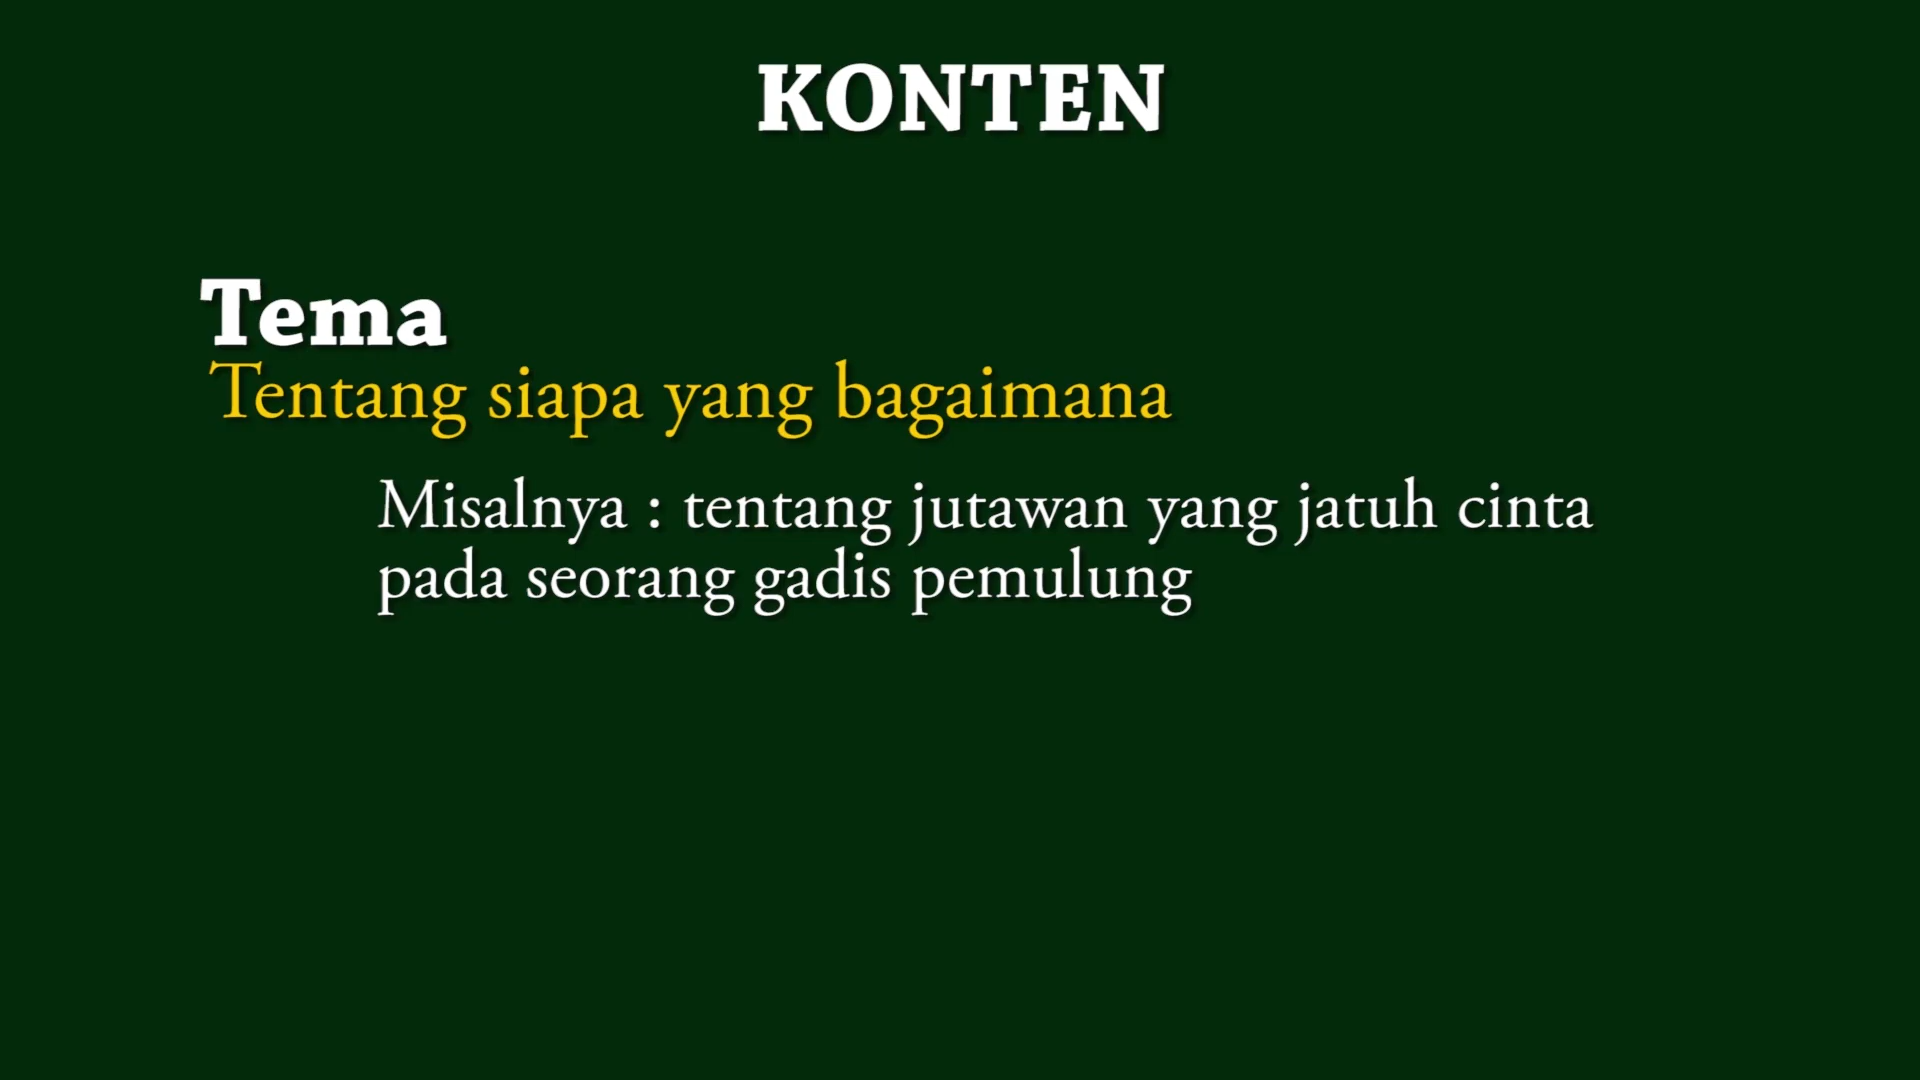 KONTEN
Tema
Tentang siapa yang bagaimana
Misalnya : tentang jutawan yang jatuh cinta
pada seorang gadis pemulung